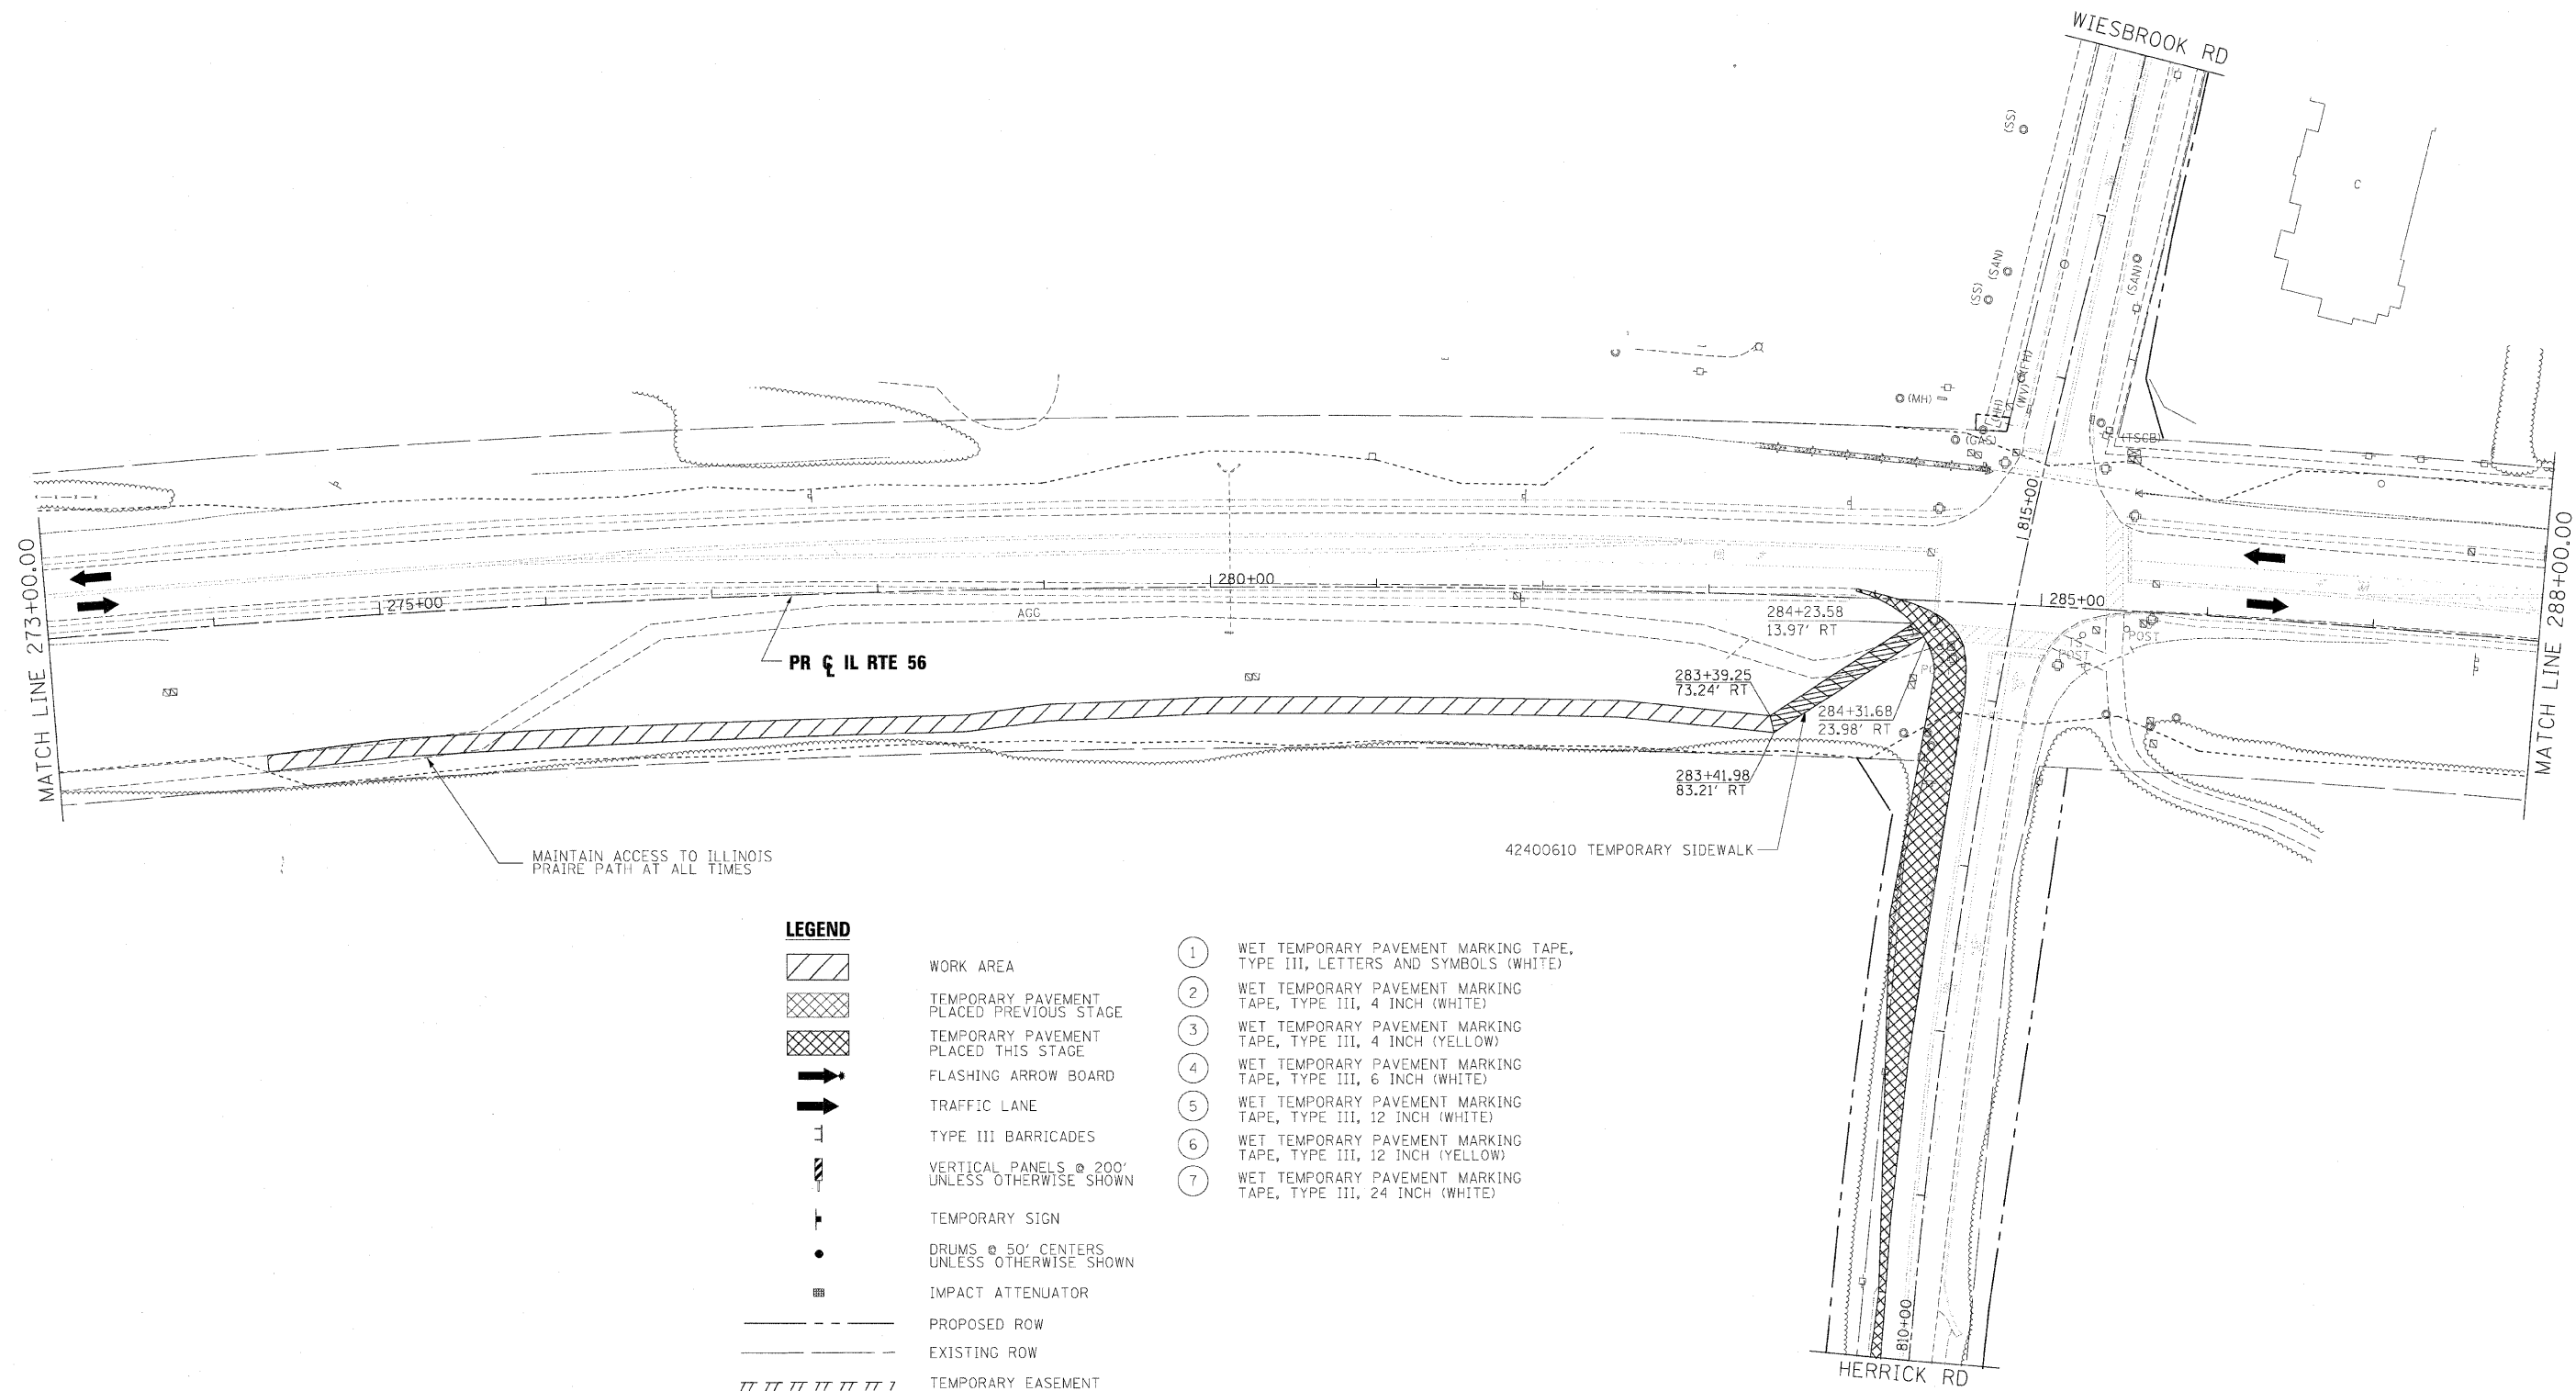 WIESBROOK RD
(SS)
(SAN)
(SS)
(SAN)
C
(FH)
(WV)
(HH)
(MH)
(GAS)
(TSCB)
815+00
MATCH LINE 273+00.00
MATCH LINE 288+00.00
275+00
280+00
285+00
AGG
284+23.58
13.97' RT
PR ℄ IL RTE 56
TS
POST
POST
283+39.25
73.24' RT
284+31.68
23.98' RT
283+41.98
83.21' RT
MAINTAIN ACCESS TO ILLINOIS
PRAIRE PATH AT ALL TIMES
42400610 TEMPORARY SIDEWALK
LEGEND
WORK AREA
TEMPORARY PAVEMENT
PLACED PREVIOUS STAGE
TEMPORARY PAVEMENT
PLACED THIS STAGE
FLASHING ARROW BOARD
TRAFFIC LANE
TYPE III BARRICADES
VERTICAL PANELS @ 200'
UNLESS OTHERWISE SHOWN
TEMPORARY SIGN
DRUMS @ 50' CENTERS
UNLESS OTHERWISE SHOWN
IMPACT ATTENUATOR
PROPOSED ROW
EXISTING ROW
TEMPORARY EASEMENT
1 WET TEMPORARY PAVEMENT MARKING TAPE,
TYPE III, LETTERS AND SYMBOLS (WHITE)
2 WET TEMPORARY PAVEMENT MARKING
TAPE, TYPE III, 4 INCH (WHITE)
3 WET TEMPORARY PAVEMENT MARKING
TAPE, TYPE III, 4 INCH (YELLOW)
4 WET TEMPORARY PAVEMENT MARKING
TAPE, TYPE III, 6 INCH (WHITE)
5 WET TEMPORARY PAVEMENT MARKING
TAPE, TYPE III, 12 INCH (WHITE)
6 WET TEMPORARY PAVEMENT MARKING
TAPE, TYPE III, 12 INCH (YELLOW)
7 WET TEMPORARY PAVEMENT MARKING
TAPE, TYPE III, 24 INCH (WHITE)
810+00
HERRICK RD